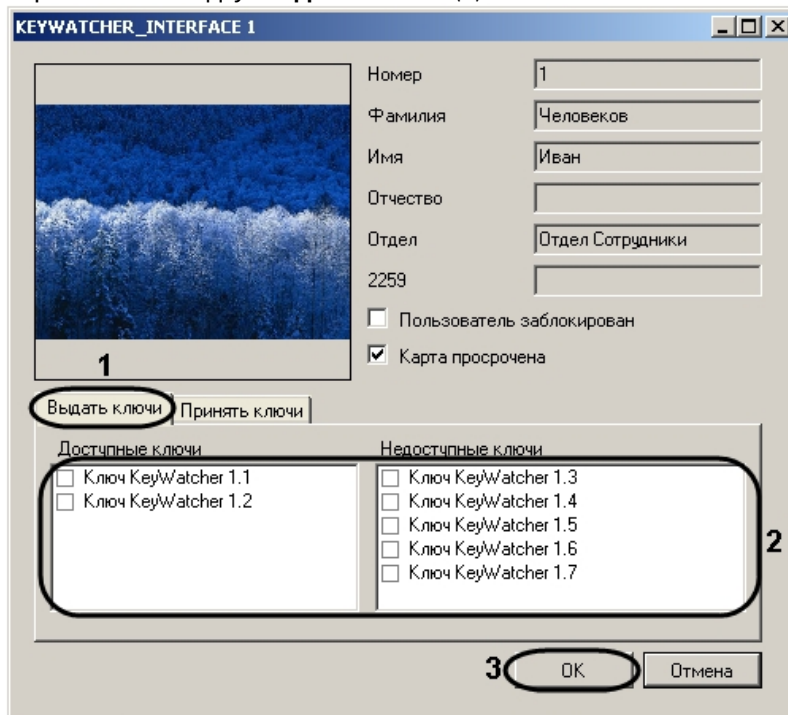 KEYWATCHER_INTERFACE 1
Номер 1
Фамилия Человеков
Имя Иван
Отчество
Отдел Отдел Сотрудники
2259
Пользователь заблокирован
Карта просрочена
1
Выдать ключи Принять ключи
Доступные ключи Недоступные ключи
Ключ KeyWatcher 1.1 Ключ KeyWatcher 1.3
Ключ KeyWatcher 1.2 Ключ KeyWatcher 1.4
Ключ KeyWatcher 1.5
Ключ KeyWatcher 1.6
2
Ключ KeyWatcher 1.7
3 OK Отмена